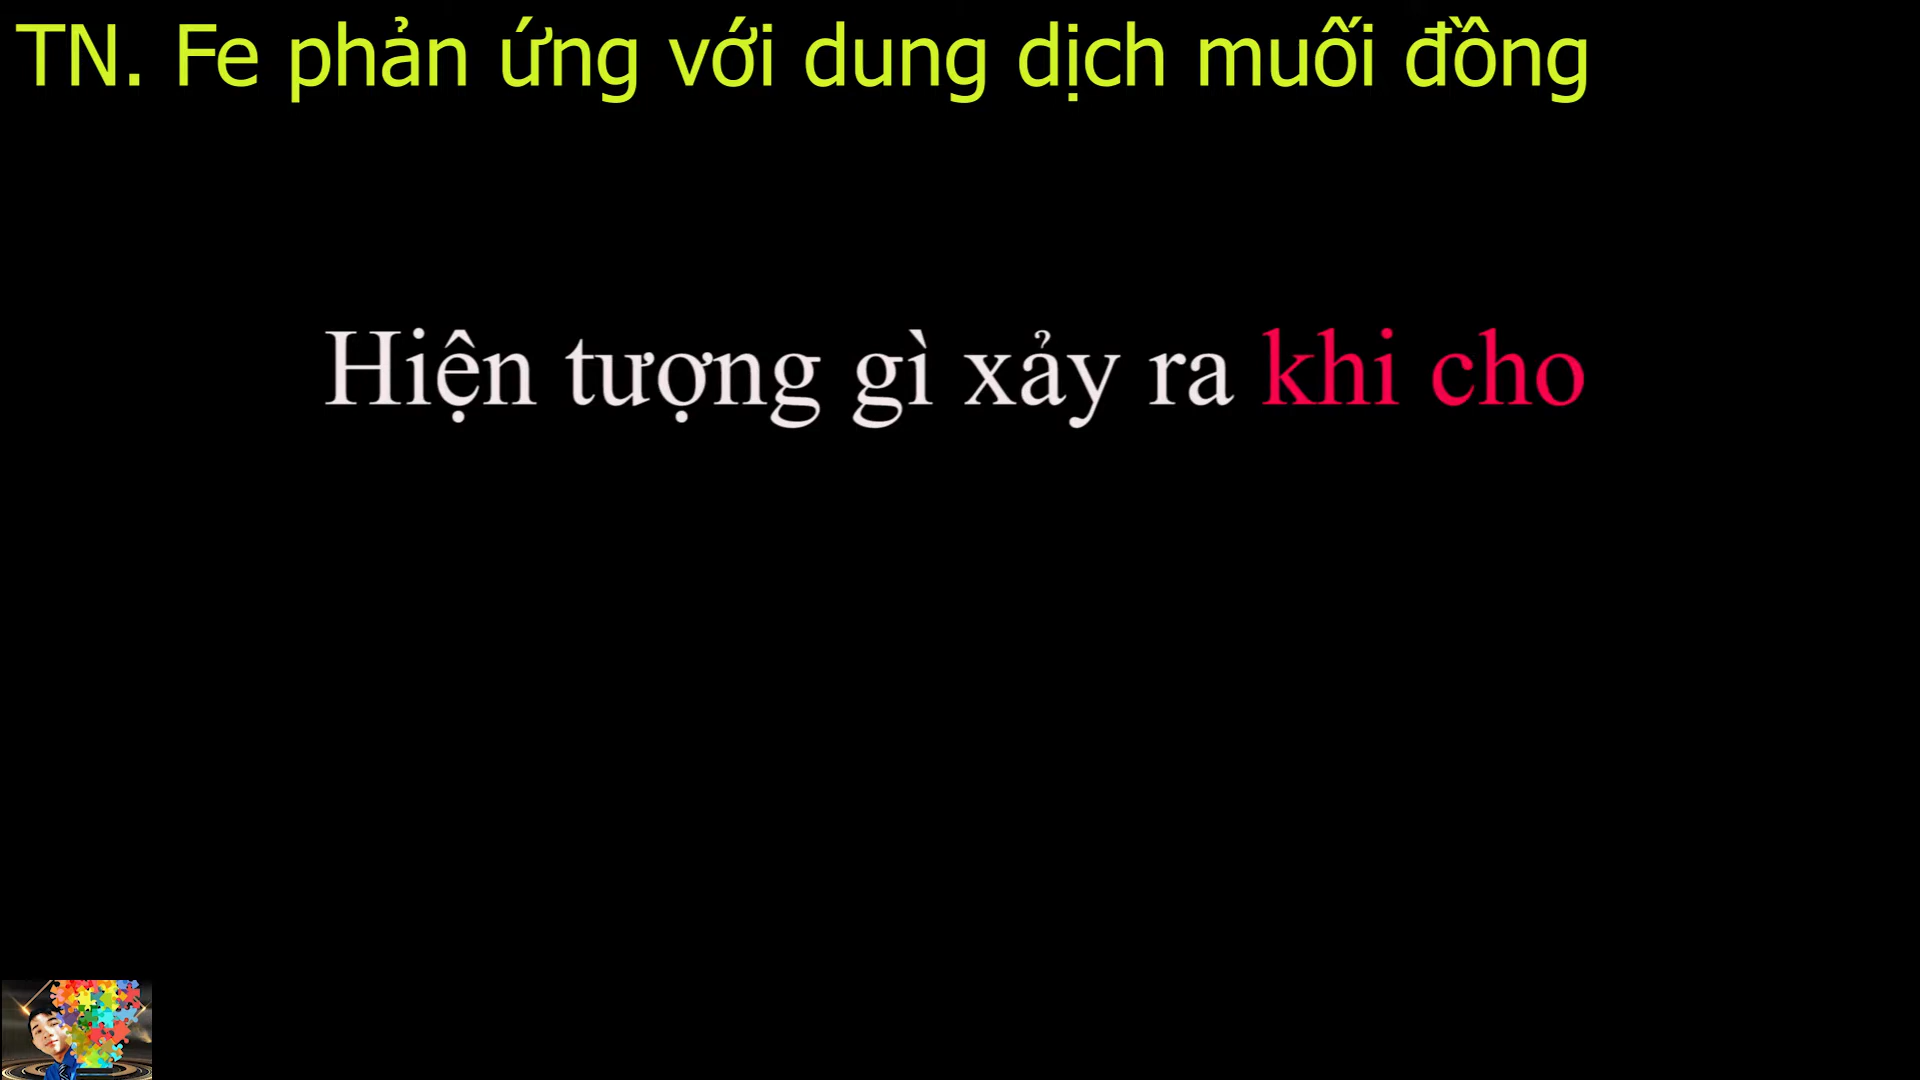 TN. Fe phản ứng với dung dịch muối đồng
Hiện tượng gì xảy ra khi cho